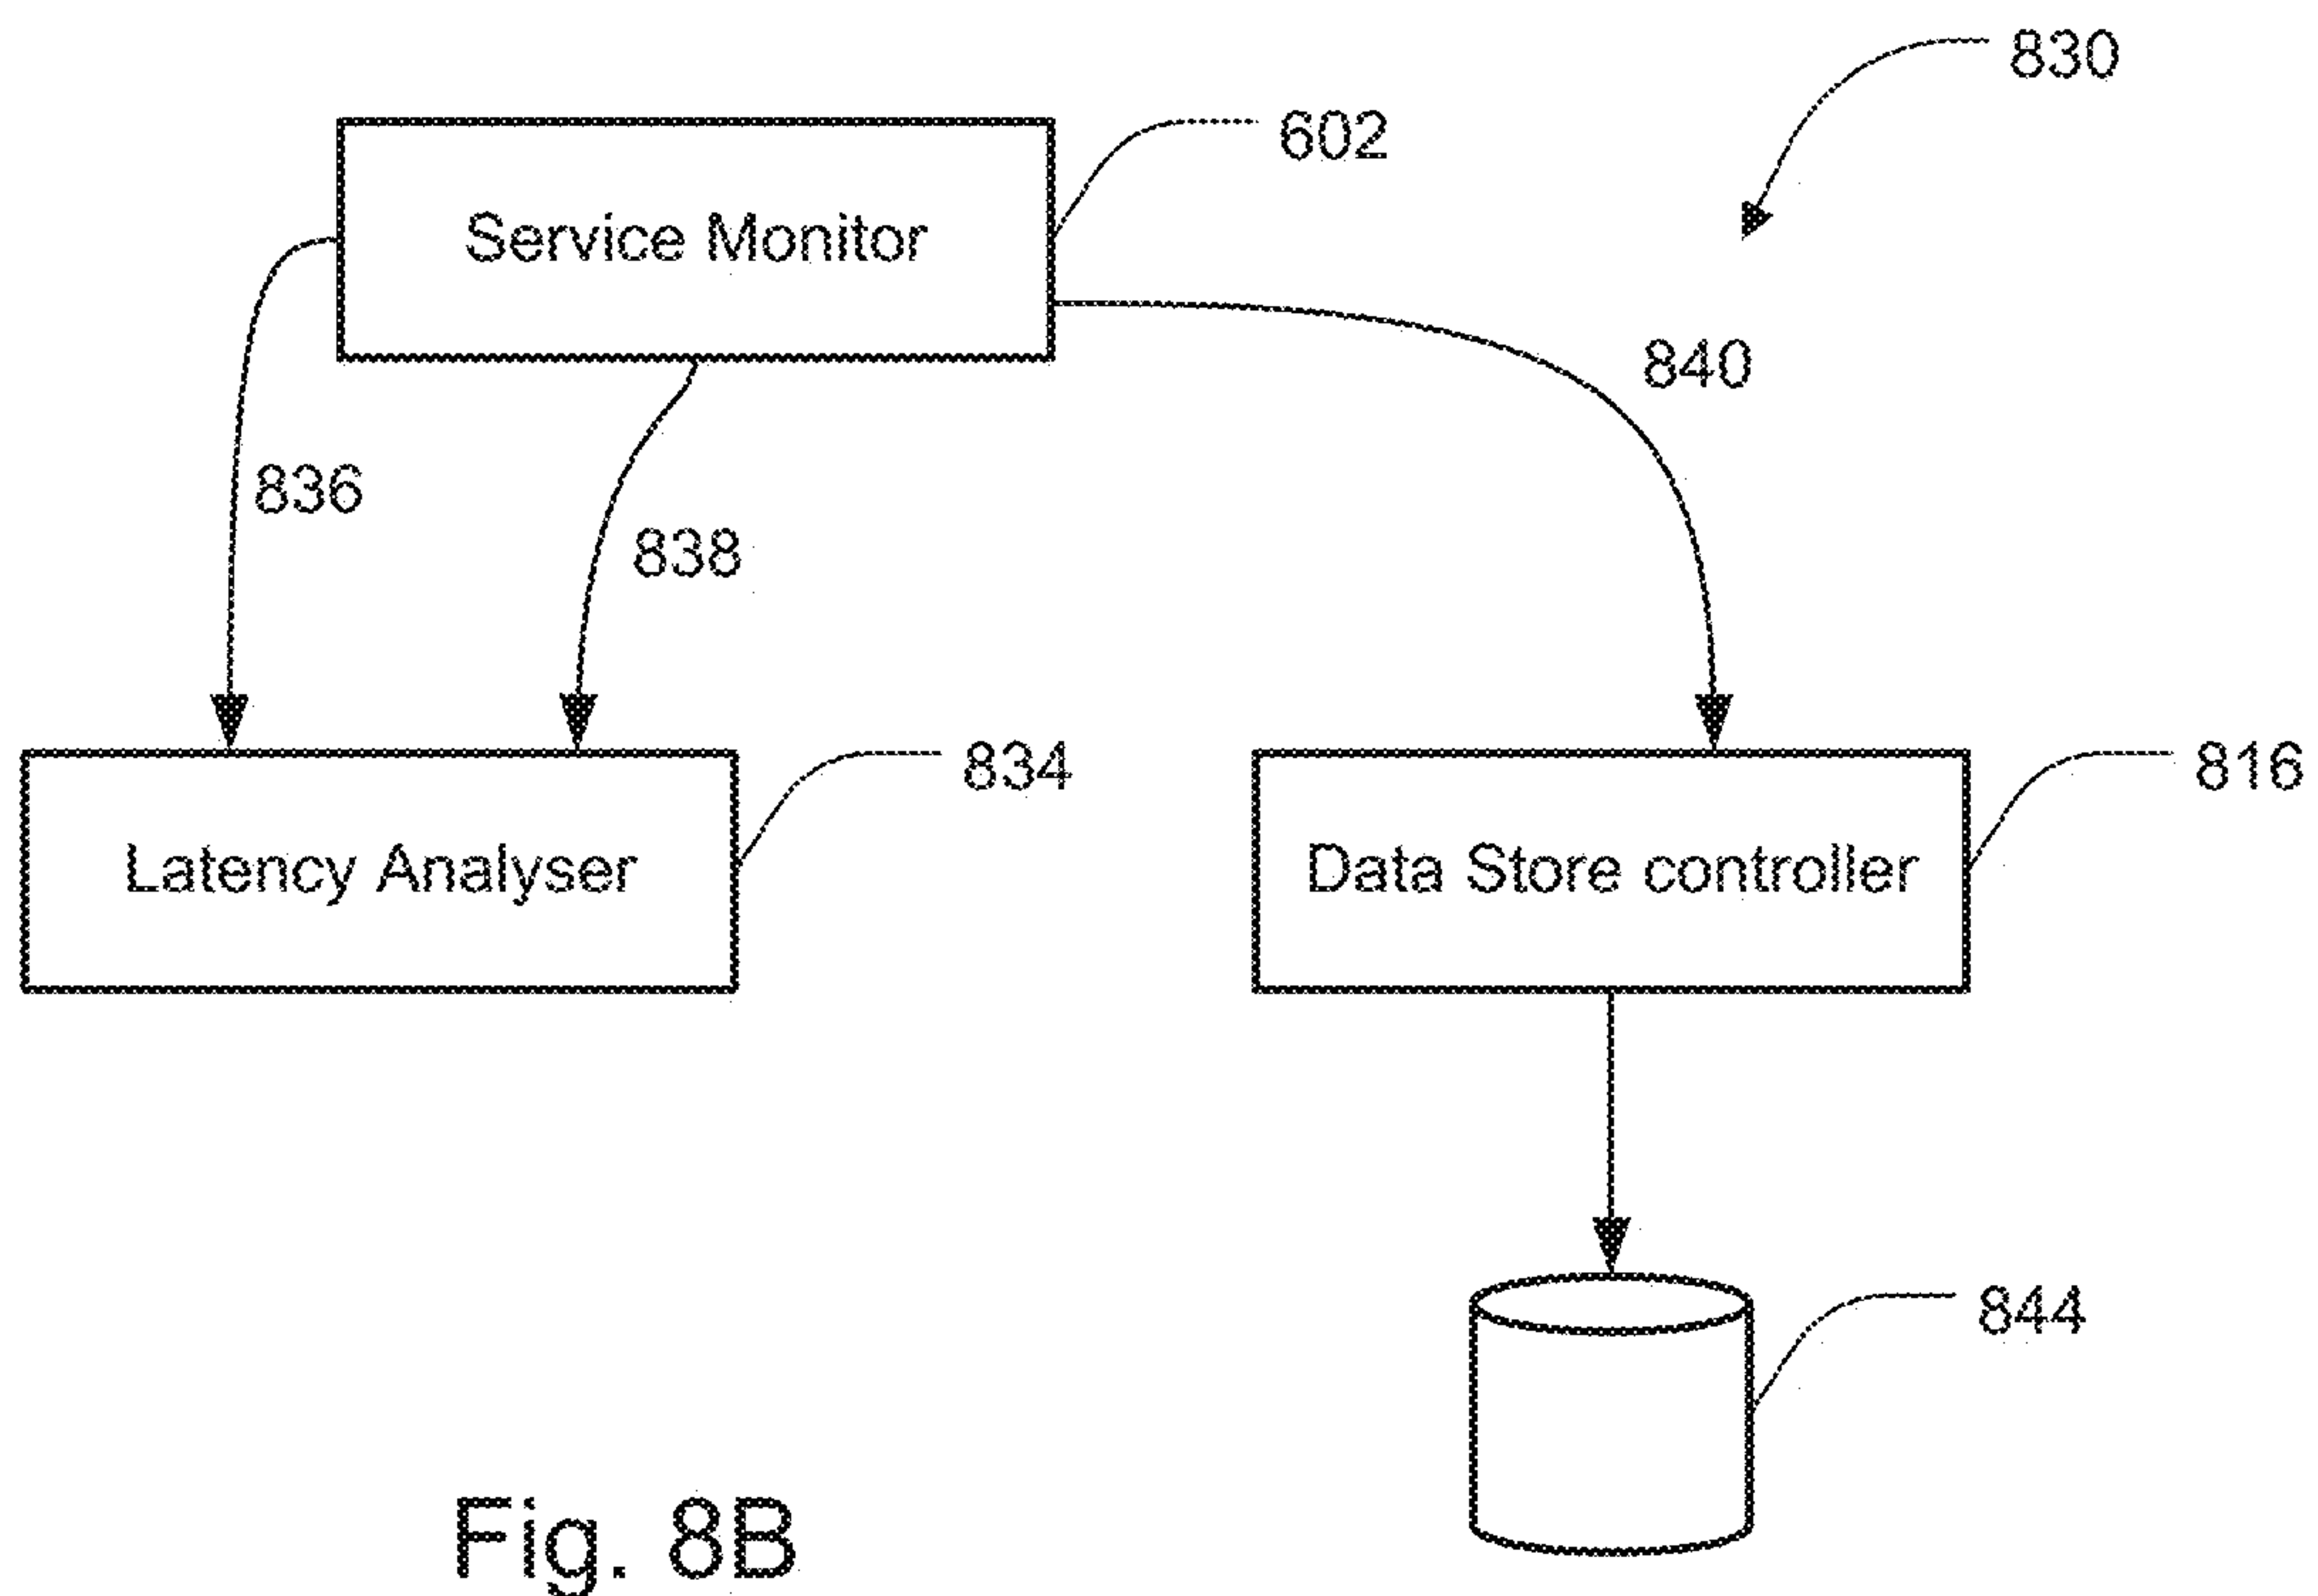 830
602
Service Monitor
840
836
838
834
816
Latency Analyser
Data Store controller
844
Fig. 8B